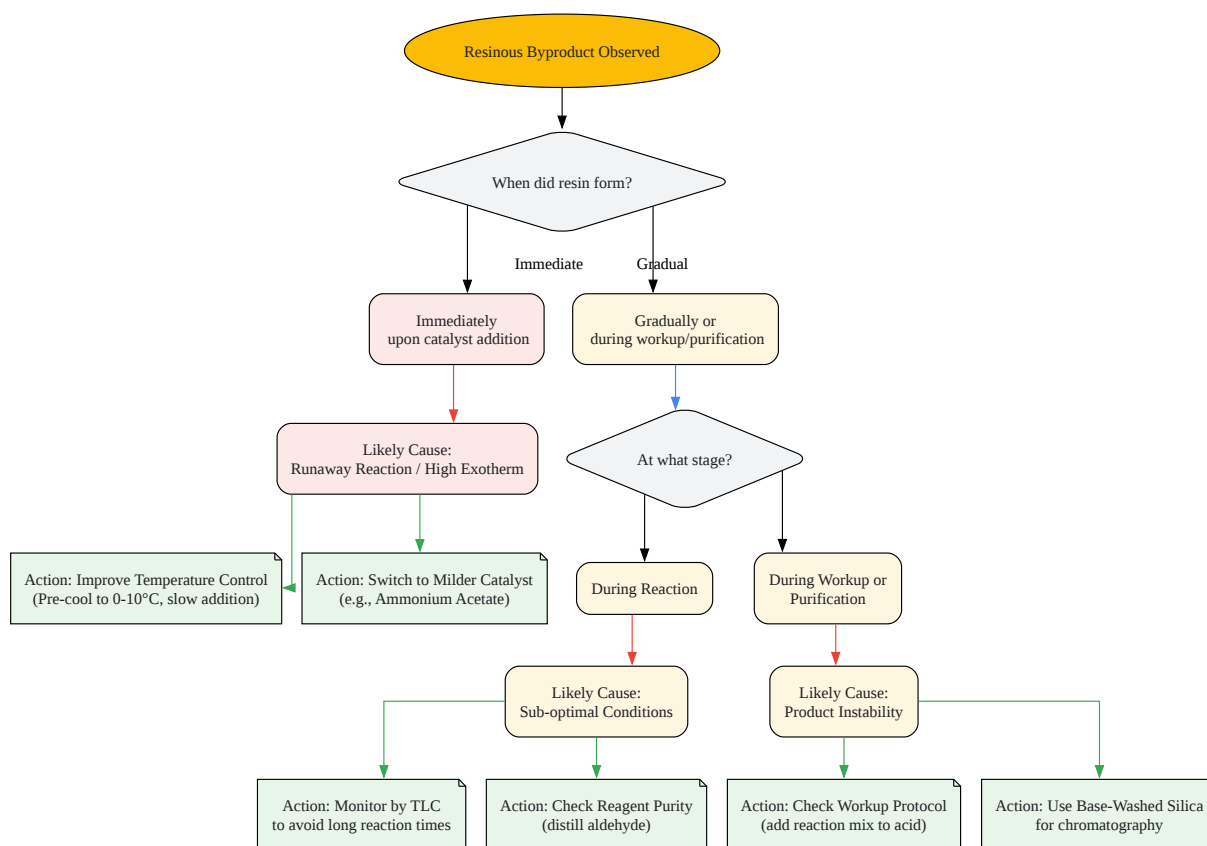 Resinous Byproduct Observed
When did resin form?
Immediate
Gradual
Immediately
upon catalyst addition
Gradually or
during workup/purification
Likely Cause:
Runaway Reaction / High Exotherm
At what stage?
Action: Improve Temperature Control
(Pre-cool to 0-10°C, slow addition)
Action: Switch to Milder Catalyst
(e.g., Ammonium Acetate)
During Reaction
During Workup or
Purification
Likely Cause:
Sub-optimal Conditions
Likely Cause:
Product Instability
Action: Monitor by TLC
to avoid long reaction times
Action: Check Reagent Purity
(distill aldehyde)
Action: Check Workup Protocol
(add reaction mix to acid)
Action: Use Base-Washed Silica
for chromatography